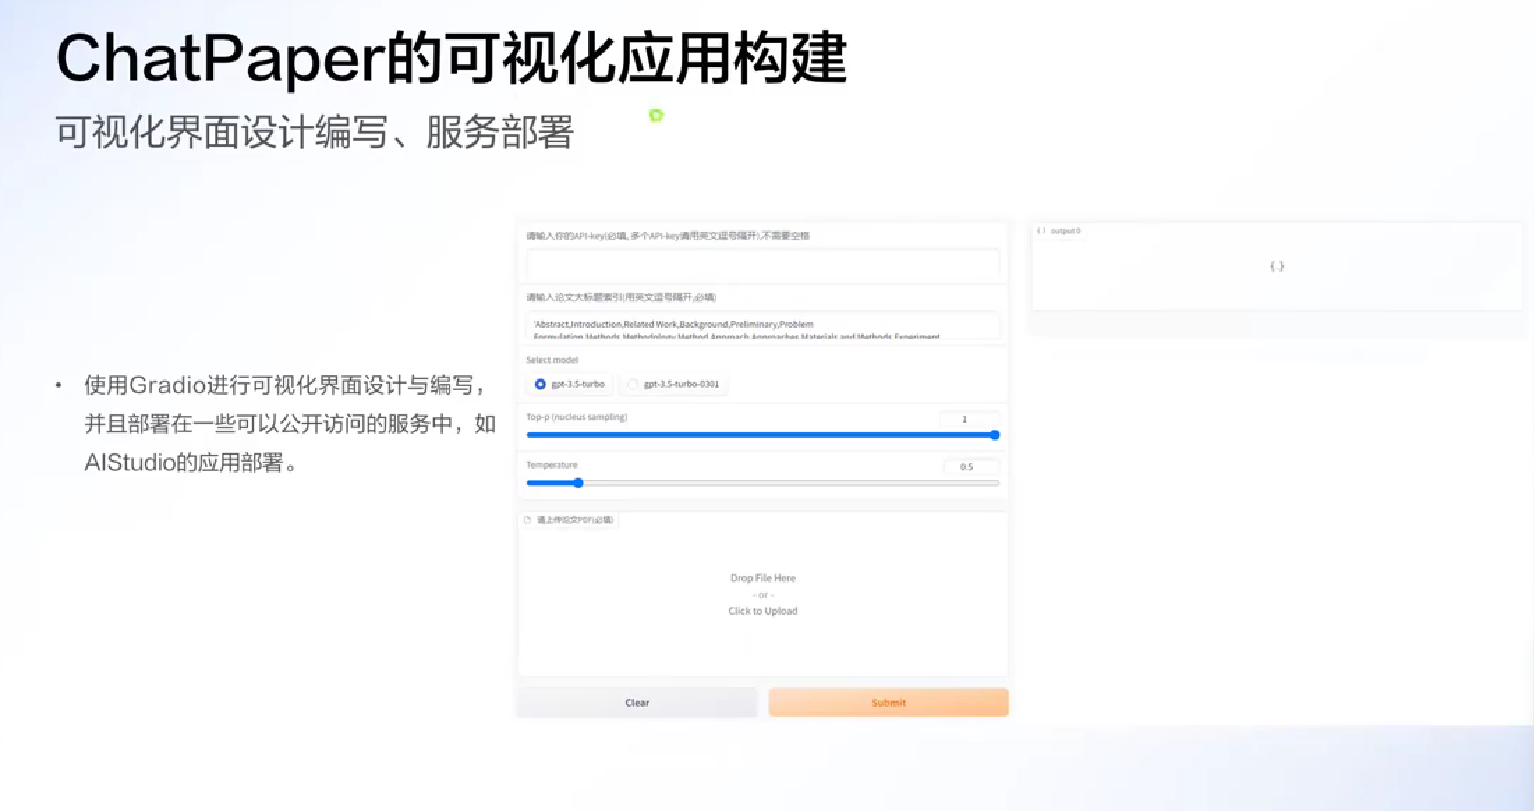 ChatPaper的可视化应用构建
可视化界面设计编写、服务部署
• 使用Gradio进行可视化界面设计与编写，
并且部署在一些可以公开访问的服务中，如
AIStudio的应用部署。
请输入你的API-key(必填,多个API-key请用英文逗号隔开),不需要空格
请输入论文大标题索引(用英文逗号隔开,必填)
'Abstract,Introduction,Related Work,Background,Preliminary,Problem
Formulation,Methods,Methodology,Method,Approach,Approaches,Materials and Methods,Experiment
Select model
gpt-3.5-turbo gpt-3.5-turbo-0301
Top-p (nucleus sampling) 1
Temperature 0.5
请上传论文PDF(必填)
Drop File Here
- or -
Click to Upload
Clear Submit
{ } output 0
{ }